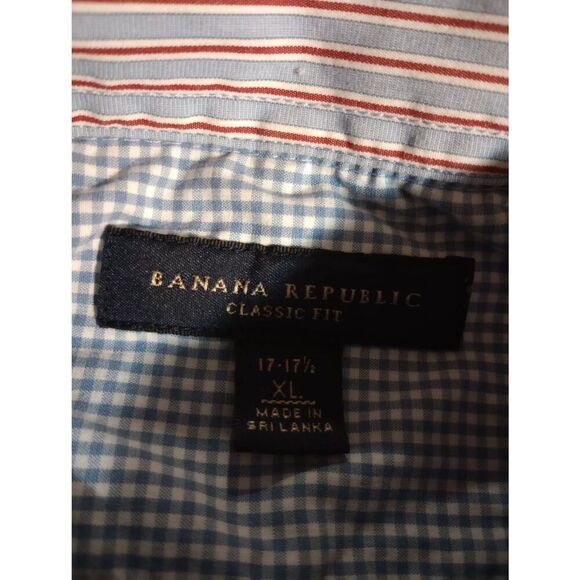 BANANA REPUBLIC
CLASSIC FIT
17-17½
XL
MADE IN
SRI LANKA